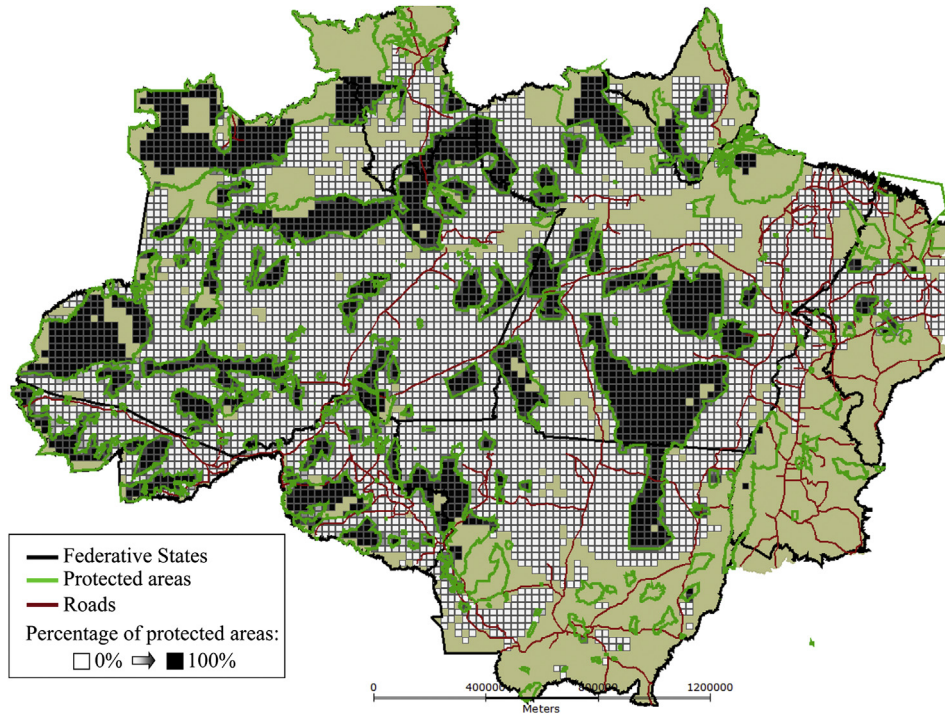 Federative States
Protected areas
Roads
Percentage of protected areas:
0% 100%
0 400000 800000 1200000
Meters